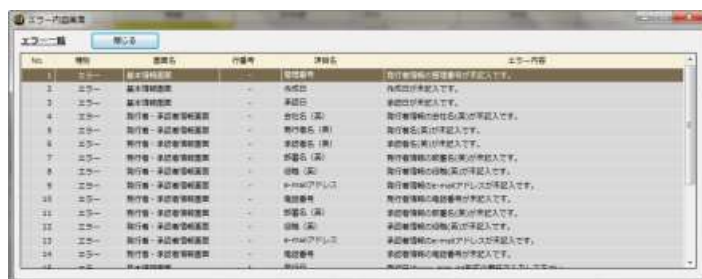 エラー内容画面
エラー一覧 閉じる
No. 種別 画面名 行番号 項目名 エラー内容
1 エラー 基本情報画面 - 管理番号 発行者情報の管理番号が未記入です。
2 エラー 基本情報画面 - 作成日 作成日が未記入です。
3 エラー 基本情報画面 - 承認日 承認日が未記入です。
4 エラー 発行者・承認者情報画面 - 会社名（英） 発行者情報の会社名(英)が未記入です。
5 エラー 発行者・承認者情報画面 - 発行者名（英） 発行者名(英)が未記入です。
6 エラー 発行者・承認者情報画面 - 承認者名（英） 承認者名(英)が未記入です。
7 エラー 発行者・承認者情報画面 - 部署名（英） 発行者情報の部署名(英)が未記入です。
8 エラー 発行者・承認者情報画面 - 役職（英） 発行者情報の役職(英)が未記入です。
9 エラー 発行者・承認者情報画面 - e-mailアドレス 発行者情報のe-mailアドレスが未記入です。
10 エラー 発行者・承認者情報画面 - 電話番号 発行者情報の電話番号が未記入です。
11 エラー 発行者・承認者情報画面 - 部署名（英） 承認者情報の部署名(英)が未記入です。
12 エラー 発行者・承認者情報画面 - 役職（英） 承認者情報の役職(英)が未記入です。
13 エラー 発行者・承認者情報画面 - e-mailアドレス 承認者情報のe-mailアドレスが未記入です。
14 エラー 発行者・承認者情報画面 - 電話番号 承認者情報の電話番号が未記入です。